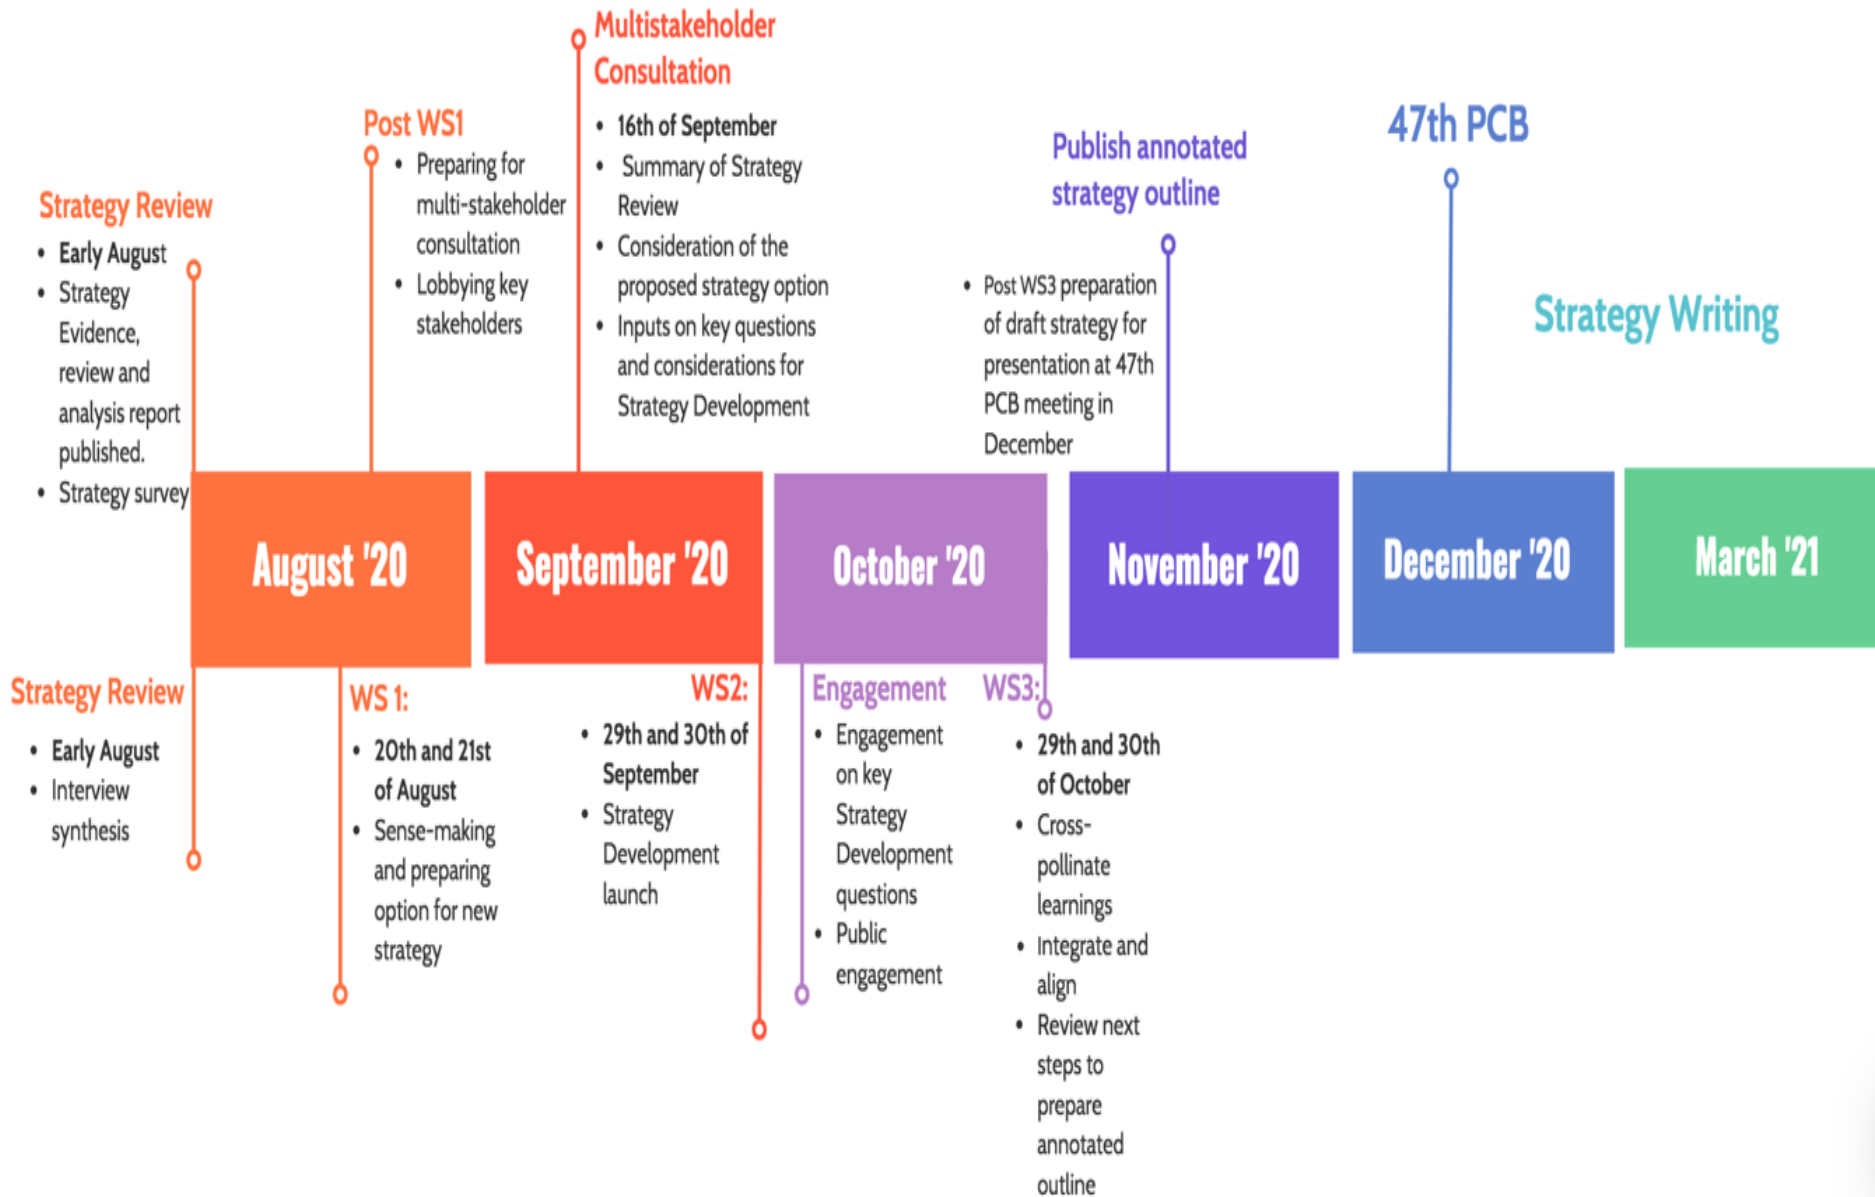 Multistakeholder
Consultation
• 16th of September
• Summary of Strategy
Review
• Consideration of the
proposed strategy option
• Inputs on key questions
and considerations for
Strategy Development
Post WS1
• Preparing for
multi-stakeholder
consultation
• Lobbying key
stakeholders
Strategy Review
• Early August
• Strategy
Evidence,
review and
analysis report
published.
• Strategy survey
Publish annotated
strategy outline
• Post WS3 preparation
of draft strategy for
presentation at 47th
PCB meeting in
December
47th PCB
Strategy Writing
August '20
September '20
October '20
November '20
December '20
March '21
Strategy Review
• Early August
• Interview
synthesis
WS 1:
• 20th and 21st
of August
• Sense-making
and preparing
option for new
strategy
WS2:
• 29th and 30th of
September
• Strategy
Development
launch
Engagement
• Engagement
on key
Strategy
Development
questions
• Public
engagement
WS3:
• 29th and 30th
of October
• Cross-
pollinate
learnings
• Integrate and
align
• Review next
steps to
prepare
annotated
outline